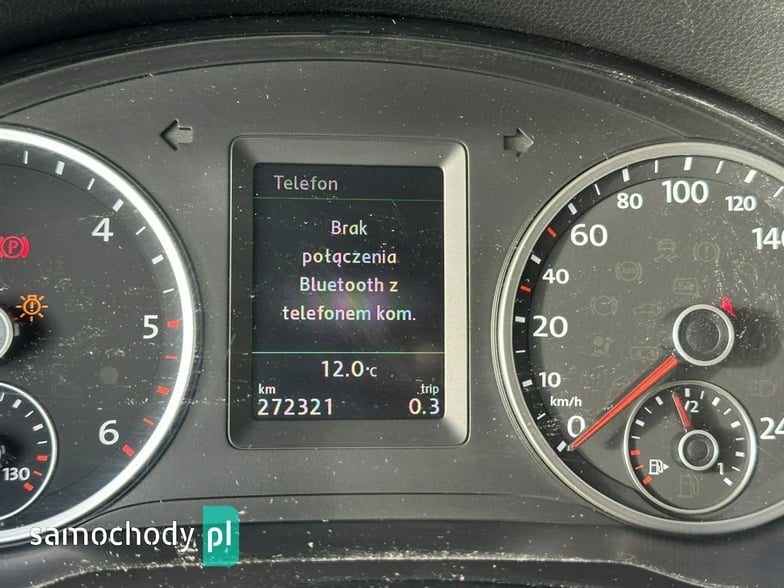 Telefon
Brak
połączenia
Bluetooth z
telefonem kom.
12.0°C
km
trip
272321
0.3
4
5
6
130
P
0
10
20
40
60
80
100
120
140
24
km/h
1/2
1
samochody pl